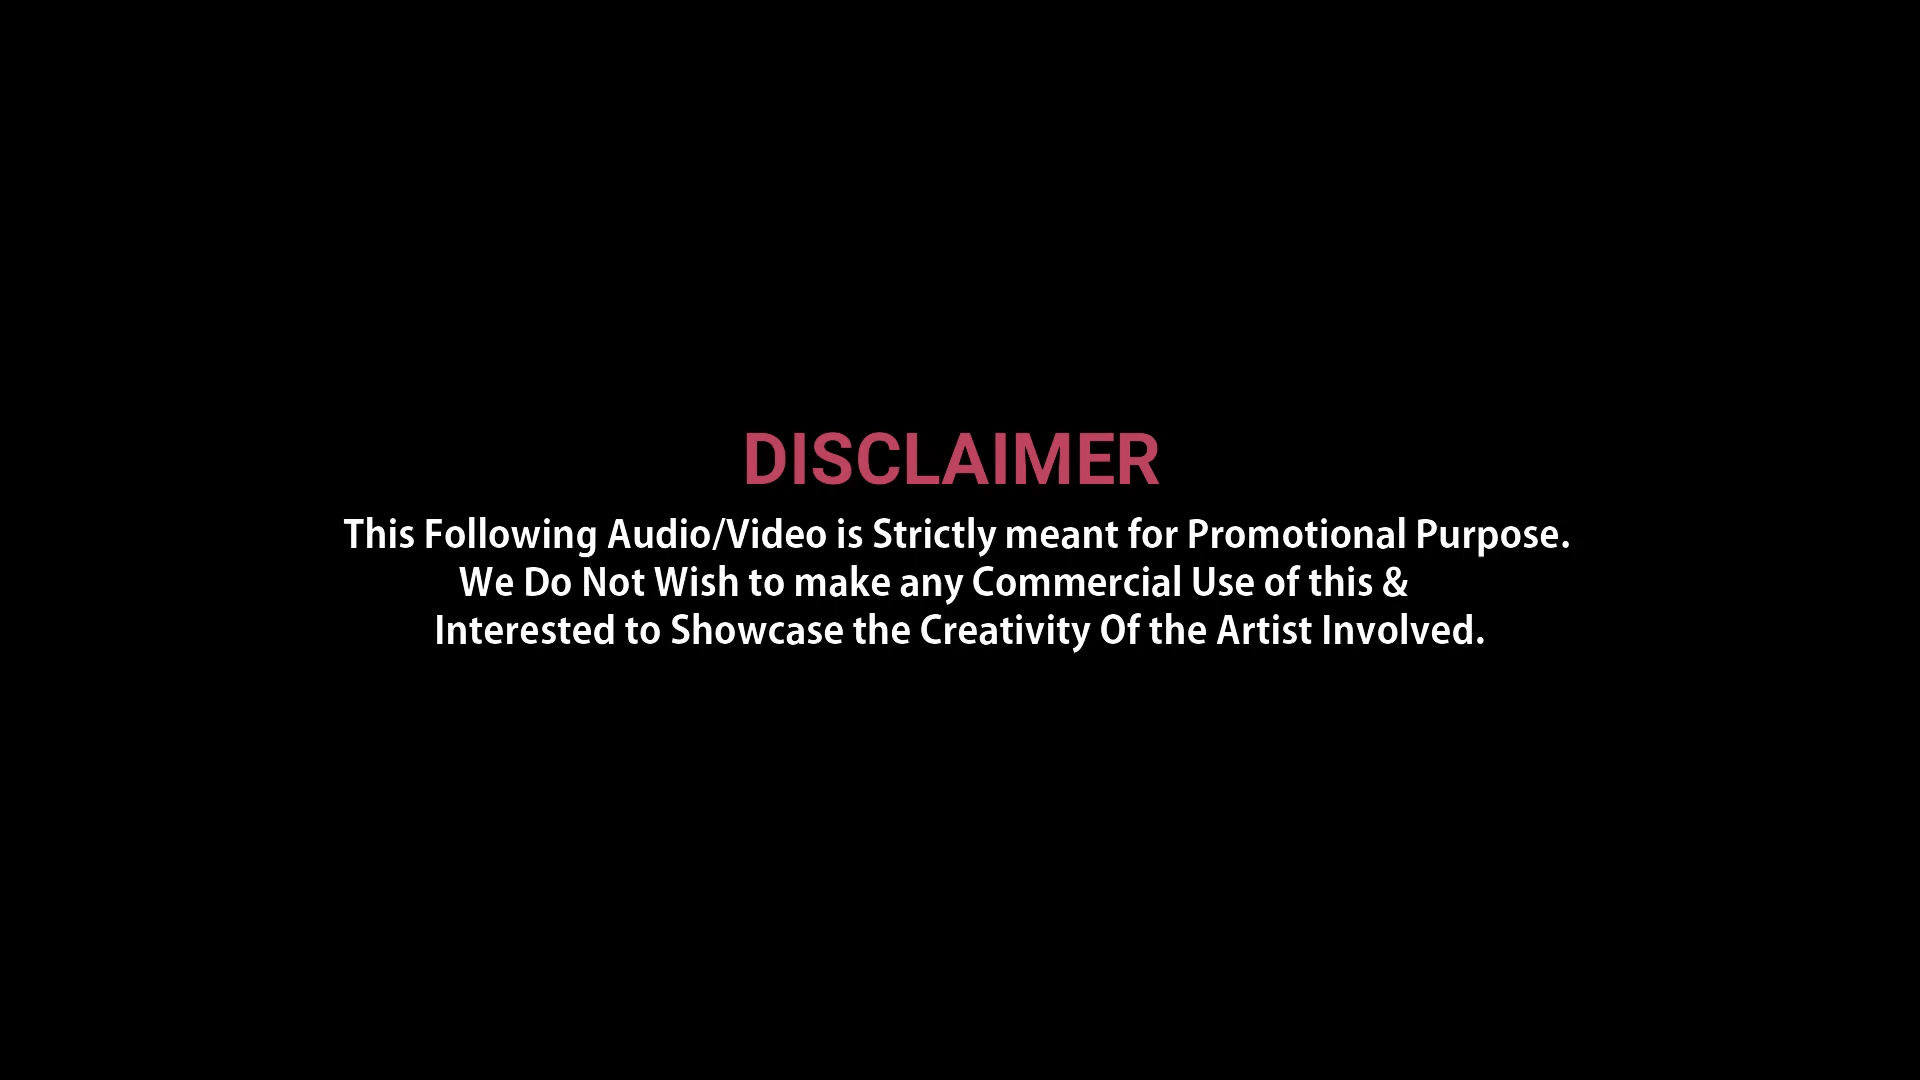 DISCLAIMER
This Following Audio/Video is Strictly meant for Promotional Purpose.
We Do Not Wish to make any Commercial Use of this &
Interested to Showcase the Creativity Of the Artist Involved.